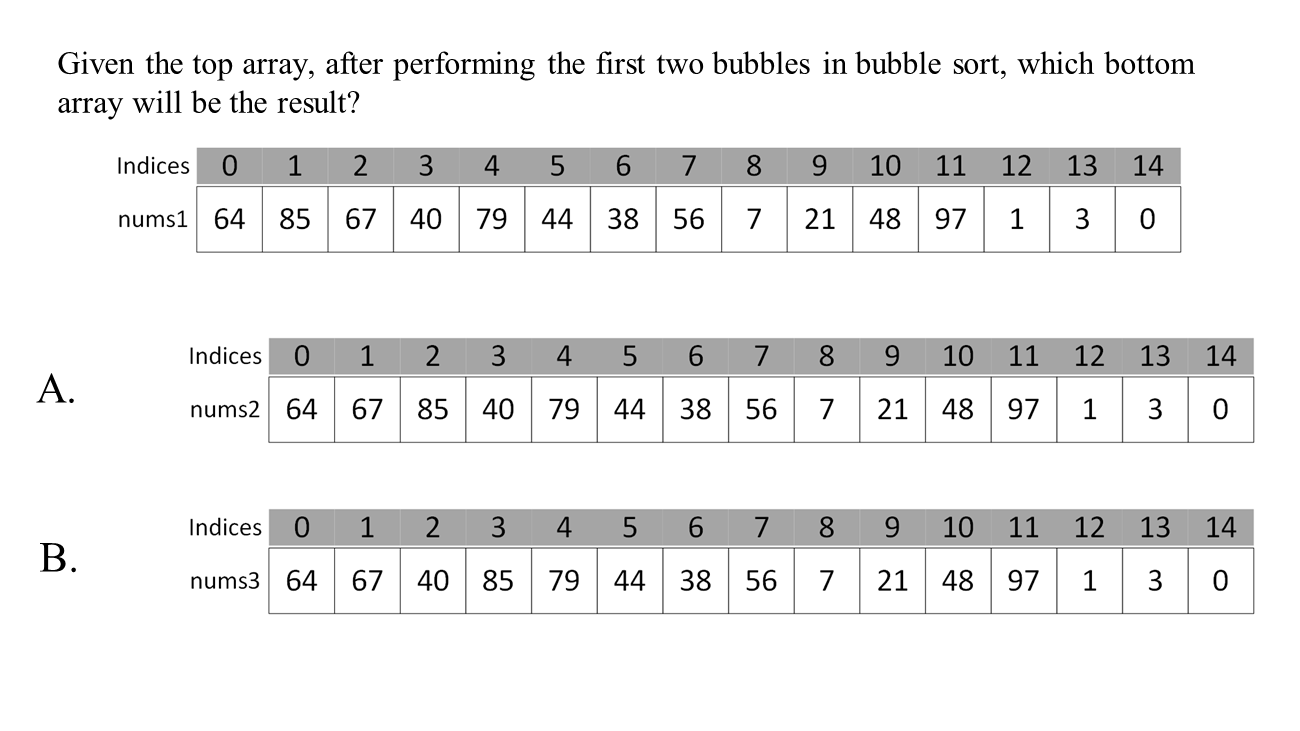 Given the top array, after performing the first two bubbles in bubble sort, which bottom
array will be the result?
Indices 0 1 2 3 4 5 6 7 8 9 10 11 12 13 14
nums1 64 85 67 40 79 44 38 56 7 21 48 97 1 3 0
A.
Indices 0 1 2 3 4 5 6 7 8 9 10 11 12 13 14
nums2 64 67 85 40 79 44 38 56 7 21 48 97 1 3 0
B.
Indices 0 1 2 3 4 5 6 7 8 9 10 11 12 13 14
nums3 64 67 40 85 79 44 38 56 7 21 48 97 1 3 0